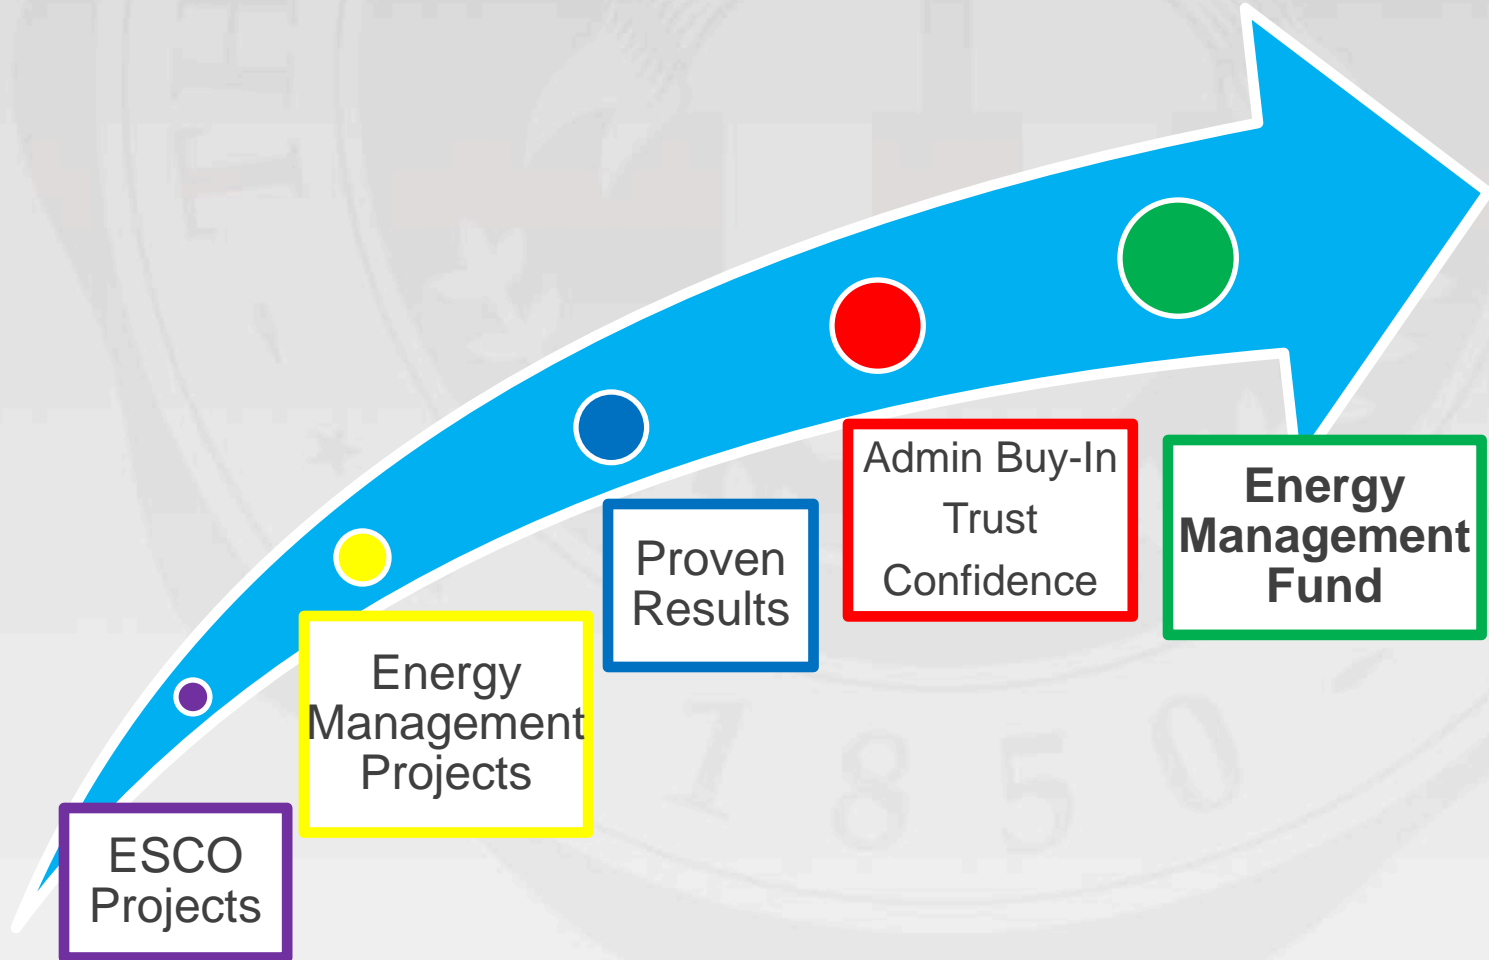 ESCO
Projects
Energy
Management
Projects
Proven
Results
Admin Buy-In
Trust
Confidence
Energy
Management
Fund
1850